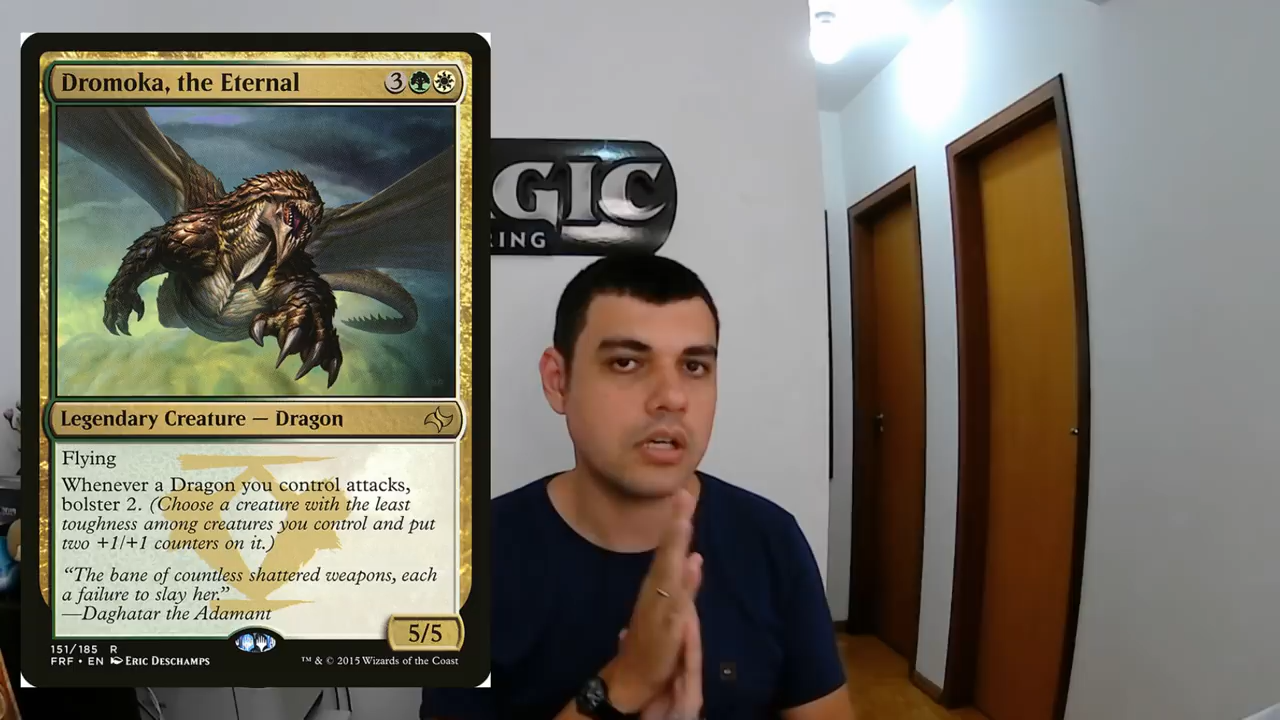 Dromoka, the Eternal 3
GIC
RING
Legendary Creature — Dragon
Flying
Whenever a Dragon you control attacks,
bolster 2. (Choose a creature with the least
toughness among creatures you control and put
two +1/+1 counters on it.)
“The bane of countless shattered weapons, each
a failure to slay her.”
—Daghatar the Adamant
5/5
151/185 R
FRF • EN Eric Deschamps
™ & © 2015 Wizards of the Coast